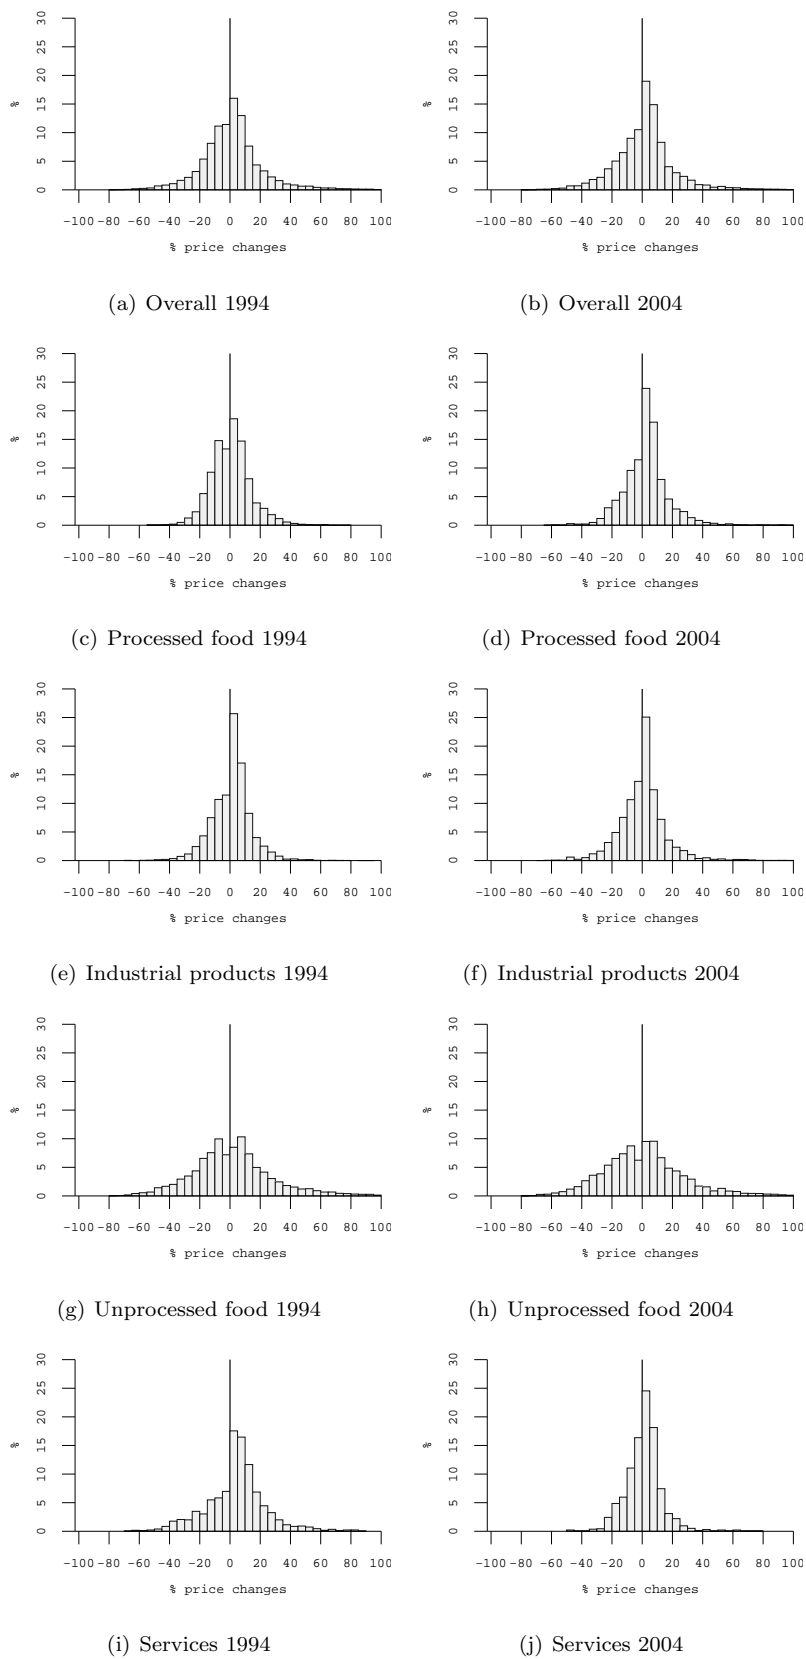 30
25
20
15
10
5
0
%
-100 -80 -60 -40 -20 0 20 40 60 80 100
% price changes
(a) Overall 1994
30
25
20
15
10
5
0
%
-100 -80 -60 -40 -20 0 20 40 60 80 100
% price changes
(b) Overall 2004
30
25
20
15
10
5
0
%
-100 -80 -60 -40 -20 0 20 40 60 80 100
% price changes
(c) Processed food 1994
30
25
20
15
10
5
0
%
-100 -80 -60 -40 -20 0 20 40 60 80 100
% price changes
(d) Processed food 2004
30
25
20
15
10
5
0
%
-100 -80 -60 -40 -20 0 20 40 60 80 100
% price changes
(e) Industrial products 1994
30
25
20
15
10
5
0
%
-100 -80 -60 -40 -20 0 20 40 60 80 100
% price changes
(f) Industrial products 2004
30
25
20
15
10
5
0
%
-100 -80 -60 -40 -20 0 20 40 60 80 100
% price changes
(g) Unprocessed food 1994
30
25
20
15
10
5
0
%
-100 -80 -60 -40 -20 0 20 40 60 80 100
% price changes
(h) Unprocessed food 2004
30
25
20
15
10
5
0
%
-100 -80 -60 -40 -20 0 20 40 60 80 100
% price changes
(i) Services 1994
30
25
20
15
10
5
0
%
-100 -80 -60 -40 -20 0 20 40 60 80 100
% price changes
(j) Services 2004